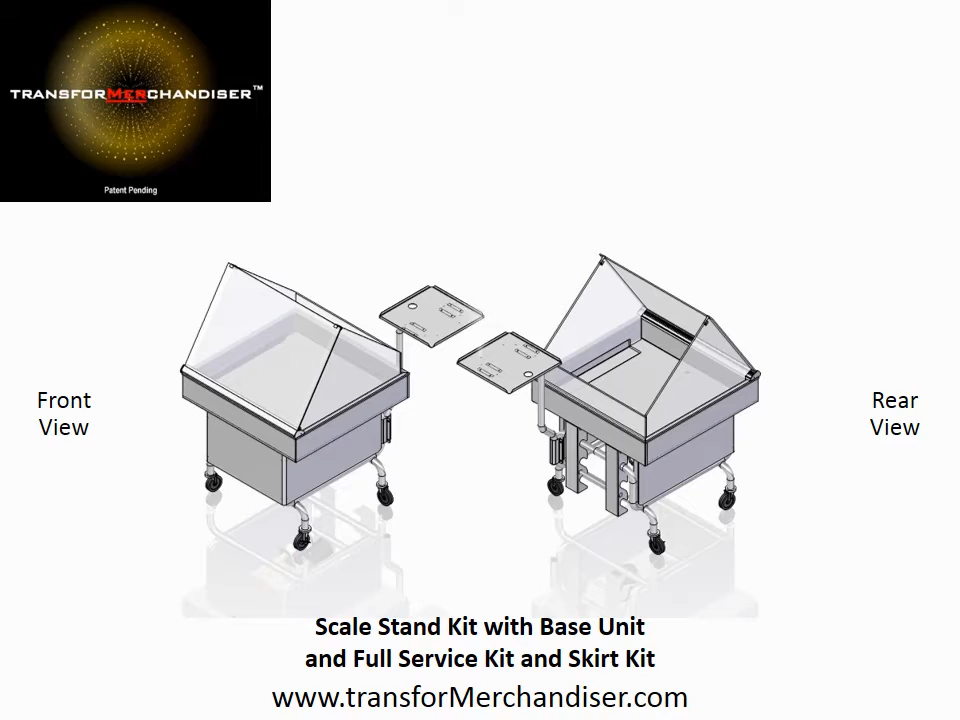 TRANSFORMERCHANDISER™
Patent Pending
Front
View
Rear
View
Scale Stand Kit with Base Unit
and Full Service Kit and Skirt Kit
www.transforMerchandiser.com